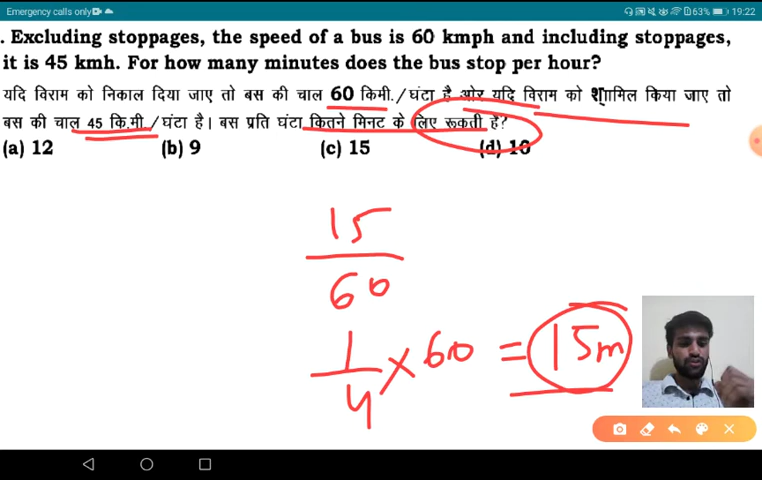 Emergency calls only
63% 19:22
. Excluding stoppages, the speed of a bus is 60 kmph and including stoppages,
it is 45 kmh. For how many minutes does the bus stop per hour?
यदि विराम को निकाल दिया जाए तो बस की चाल 60 किमी./घंटा है ओर यदि विराम को शामिल किया जाए तो
बस की चाल 45 कि.मी./घंटा है। बस प्रति घंटा कितने मिनट के लिए रूकती है?
(a) 12 (b) 9 (c) 15 (d) 10
15
60
1
4 × 60 = 15m